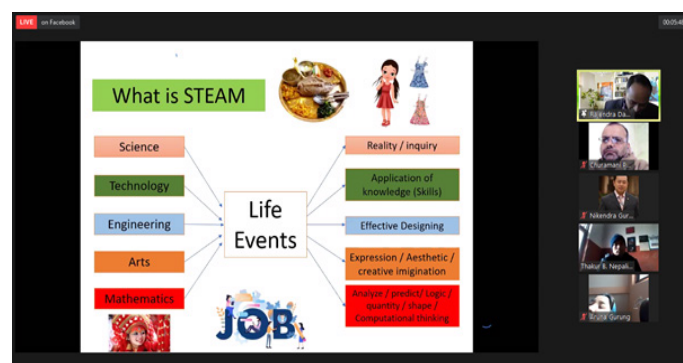 LIVE on Facebook
What is STEAM
Science
Technology
Engineering
Arts
Mathematics
Life
Events
JOB
Reality / inquiry
Application of
knowledge (Skills)
Effective Designing
Expression / Aesthetic /
creative imigination
Analyze / predict/ Logic /
quantity / shape /
Computational thinking
Rajendra Da...
Churamani B...
Nikendra Gur...
Thakur B. Nepali...
Gurung